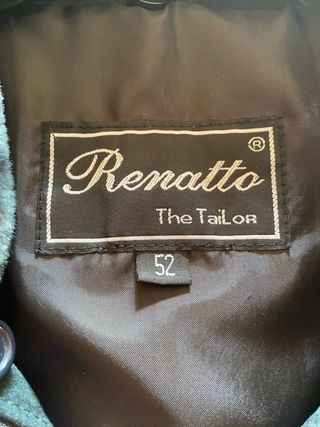 Renatto ®
The TaiLoR
52